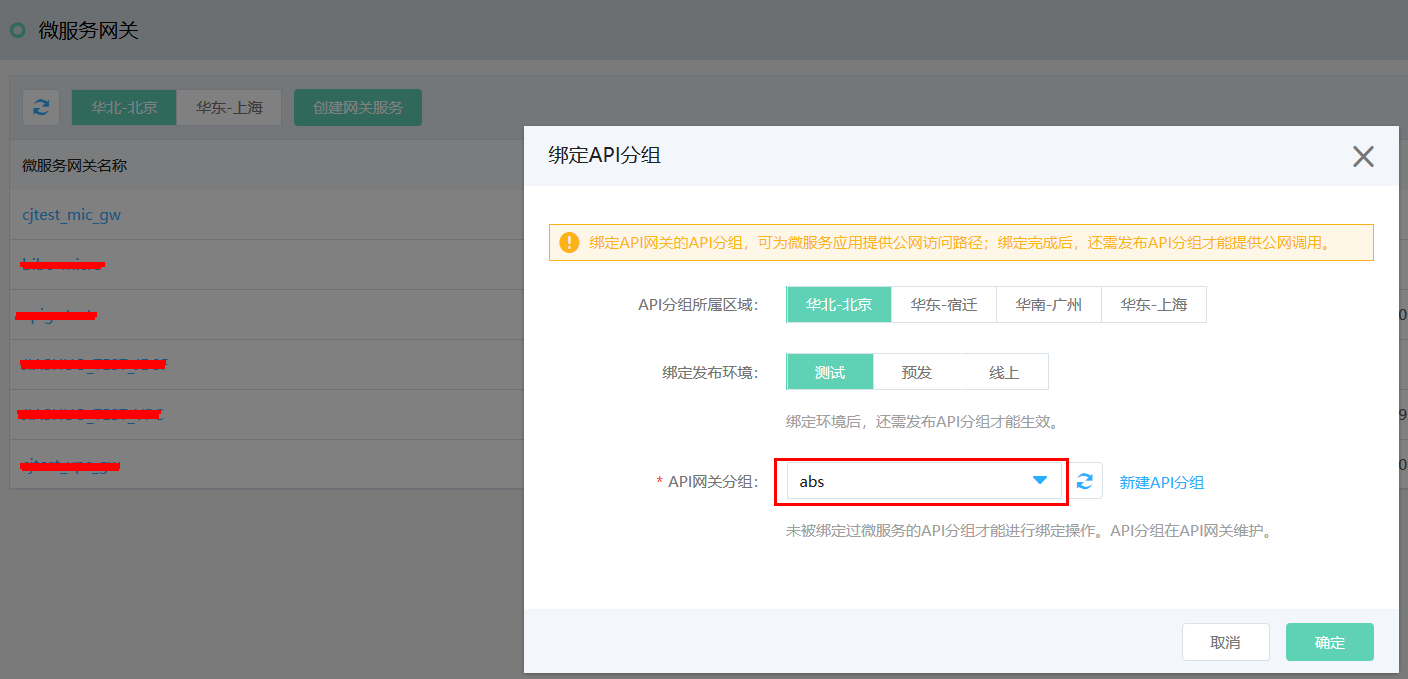 微服务网关
华北-北京
华东-上海
创建网关服务
微服务网关名称
cjtest_mic_gw
绑定API分组
绑定API网关的API分组，可为微服务应用提供公网访问路径；绑定完成后，还需发布API分组才能提供公网调用。
API分组所属区域：
华北-北京
华东-宿迁
华南-广州
华东-上海
绑定发布环境：
测试
预发
线上
绑定环境后，还需发布API分组才能生效。
* API网关分组：
abs
新建API分组
未被绑定过微服务的API分组才能进行绑定操作。API分组在API网关维护。
取消
确定